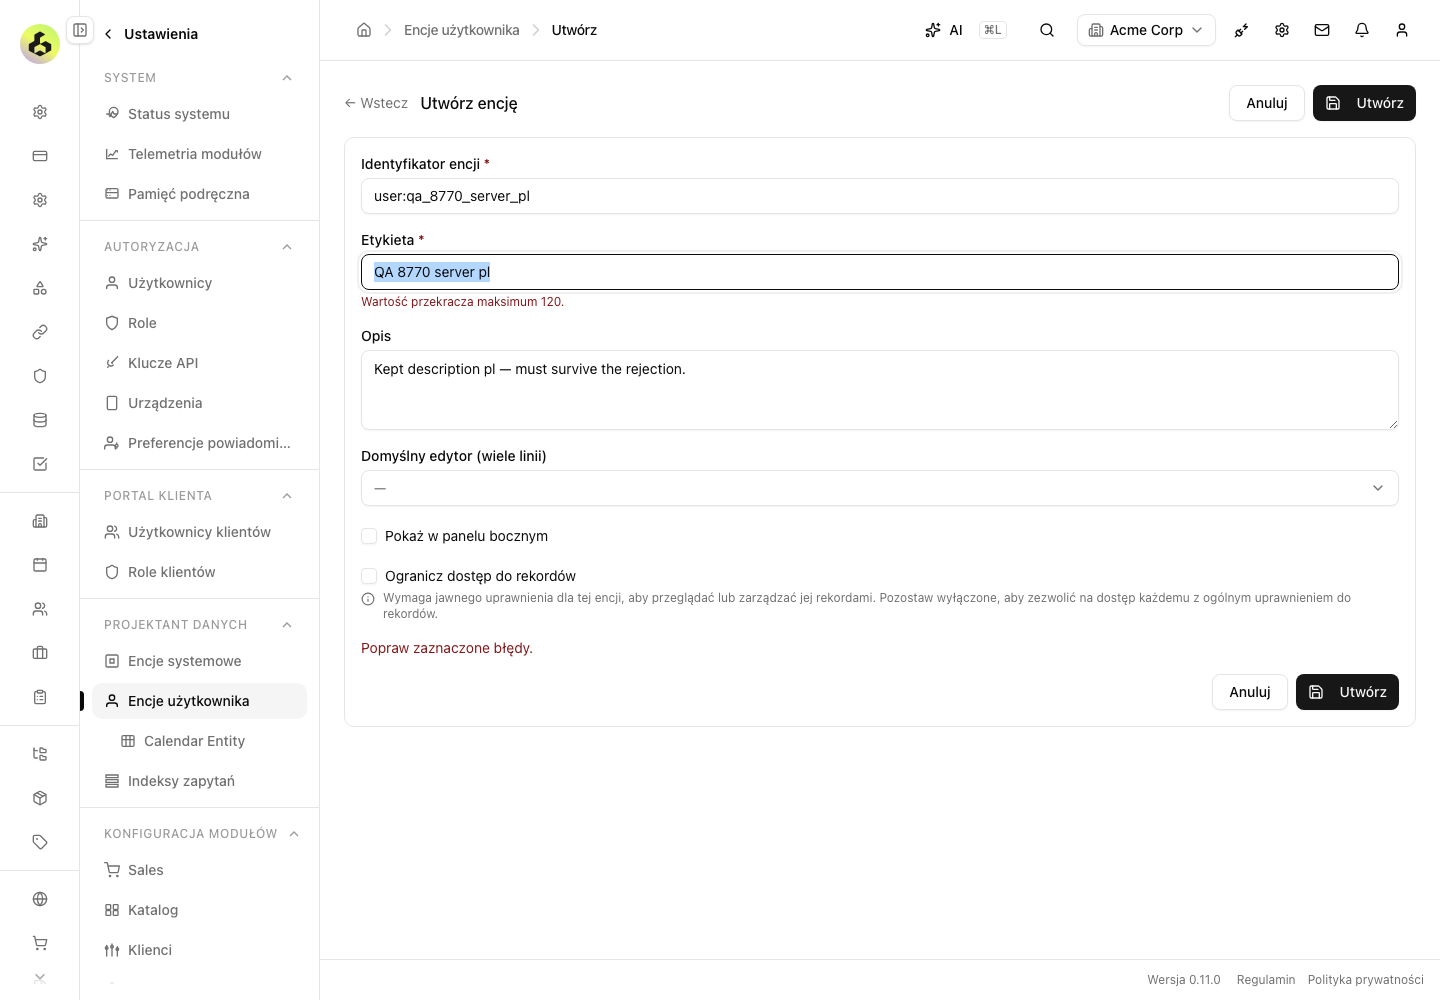 Ustawienia
SYSTEM
Status systemu
Telemetria modułów
Pamięć podręczna
AUTORYZACJA
Użytkownicy
Role
Klucze API
Urządzenia
Preferencje powiadomi...
PORTAL KLIENTA
Użytkownicy klientów
Role klientów
PROJEKTANT DANYCH
Encje systemowe
Encje użytkownika
Calendar Entity
Indeksy zapytań
KONFIGURACJA MODUŁÓW
Sales
Katalog
Klienci
Encje użytkownika
Utwórz
AI
⌘L
Acme Corp
← Wstecz
Utwórz encję
Anuluj
Utwórz
Identyfikator encji *
user:qa_8770_server_pl
Etykieta *
QA 8770 server pl
Wartość przekracza maksimum 120.
Opis
Kept description pl — must survive the rejection.
Domyślny edytor (wiele linii)
—
Pokaż w panelu bocznym
Ogranicz dostęp do rekordów
Wymaga jawnego uprawnienia dla tej encji, aby przeglądać lub zarządzać jej rekordami. Pozostaw wyłączone, aby zezwolić na dostęp każdemu z ogólnym uprawnieniem do
rekordów.
Popraw zaznaczone błędy.
Anuluj
Utwórz
Wersja 0.11.0
Regulamin
Polityka prywatności